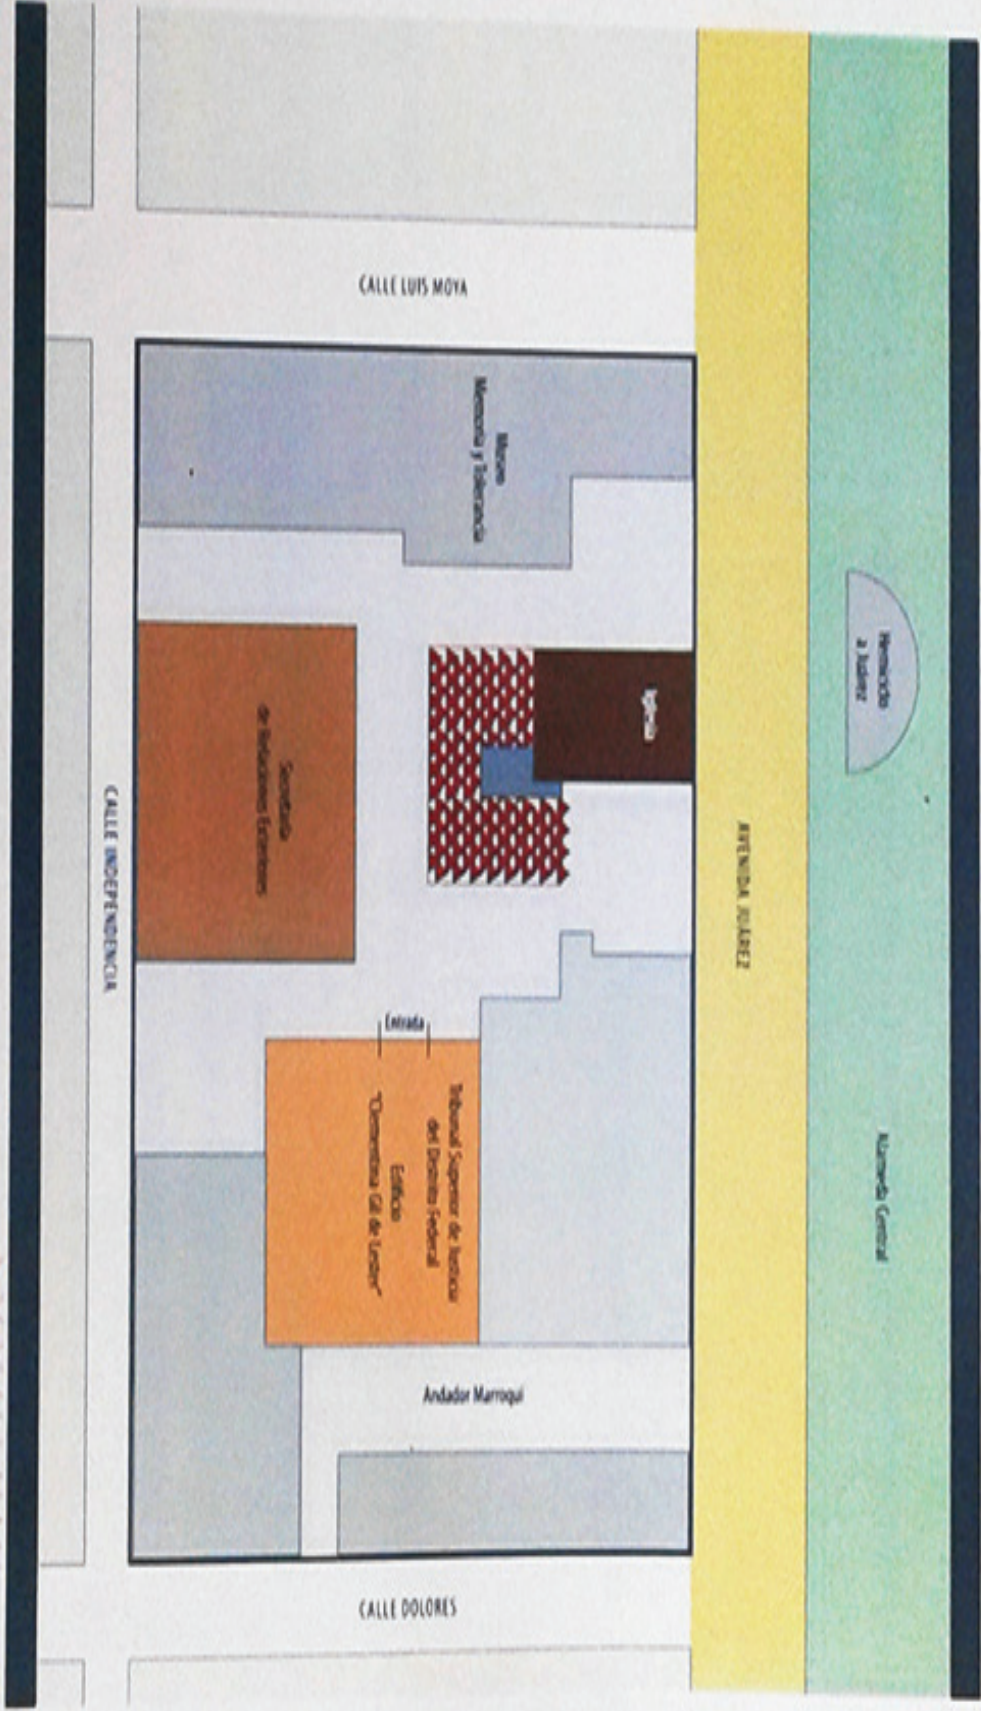 Hemiciclo
a Juárez
Alameda Central
AVENIDA JUÁREZ
CALLE LUIS MOYA
Museo
Memoria y Tolerancia
Iglesia
Secretaría
de Relaciones Exteriores
Entrada
Tribunal Superior de Justicia
del Distrito Federal
Edificio
"Clementina Gil de Lester"
Andador Marroquí
CALLE DOLORES
CALLE INDEPENDENCIA